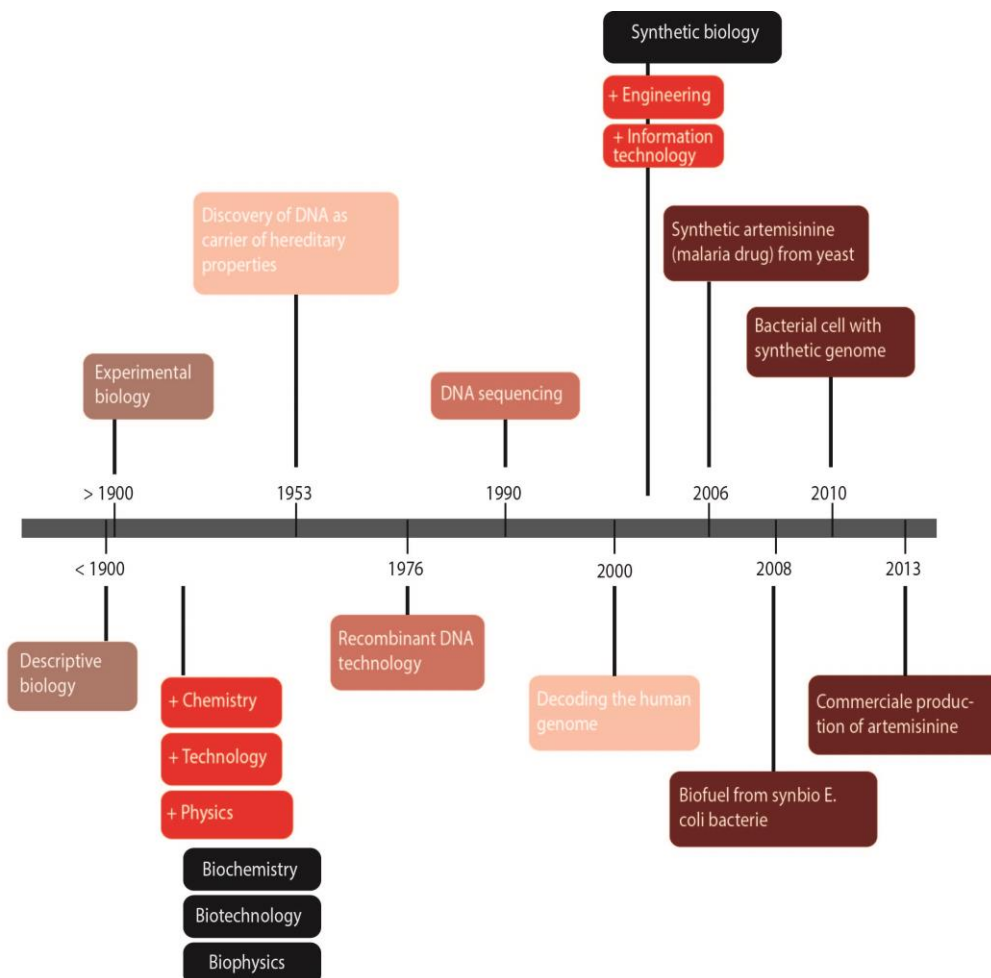 Synthetic biology
+ Engineering
+ Information
technology
Discovery of DNA as
carrier of hereditary
properties
Synthetic artemisinine
(malaria drug) from yeast
Bacterial cell with
synthetic genome
Experimental
biology
DNA sequencing
> 1900
1953
1990
2006
2010
< 1900
1976
2000
2008
2013
Descriptive
biology
Recombinant DNA
technology
+ Chemistry
+ Technology
+ Physics
Decoding the human
genome
Commerciale produc-
tion of artemisinine
Biofuel from synbio E.
coli bacterie
Biochemistry
Biotechnology
Biophysics